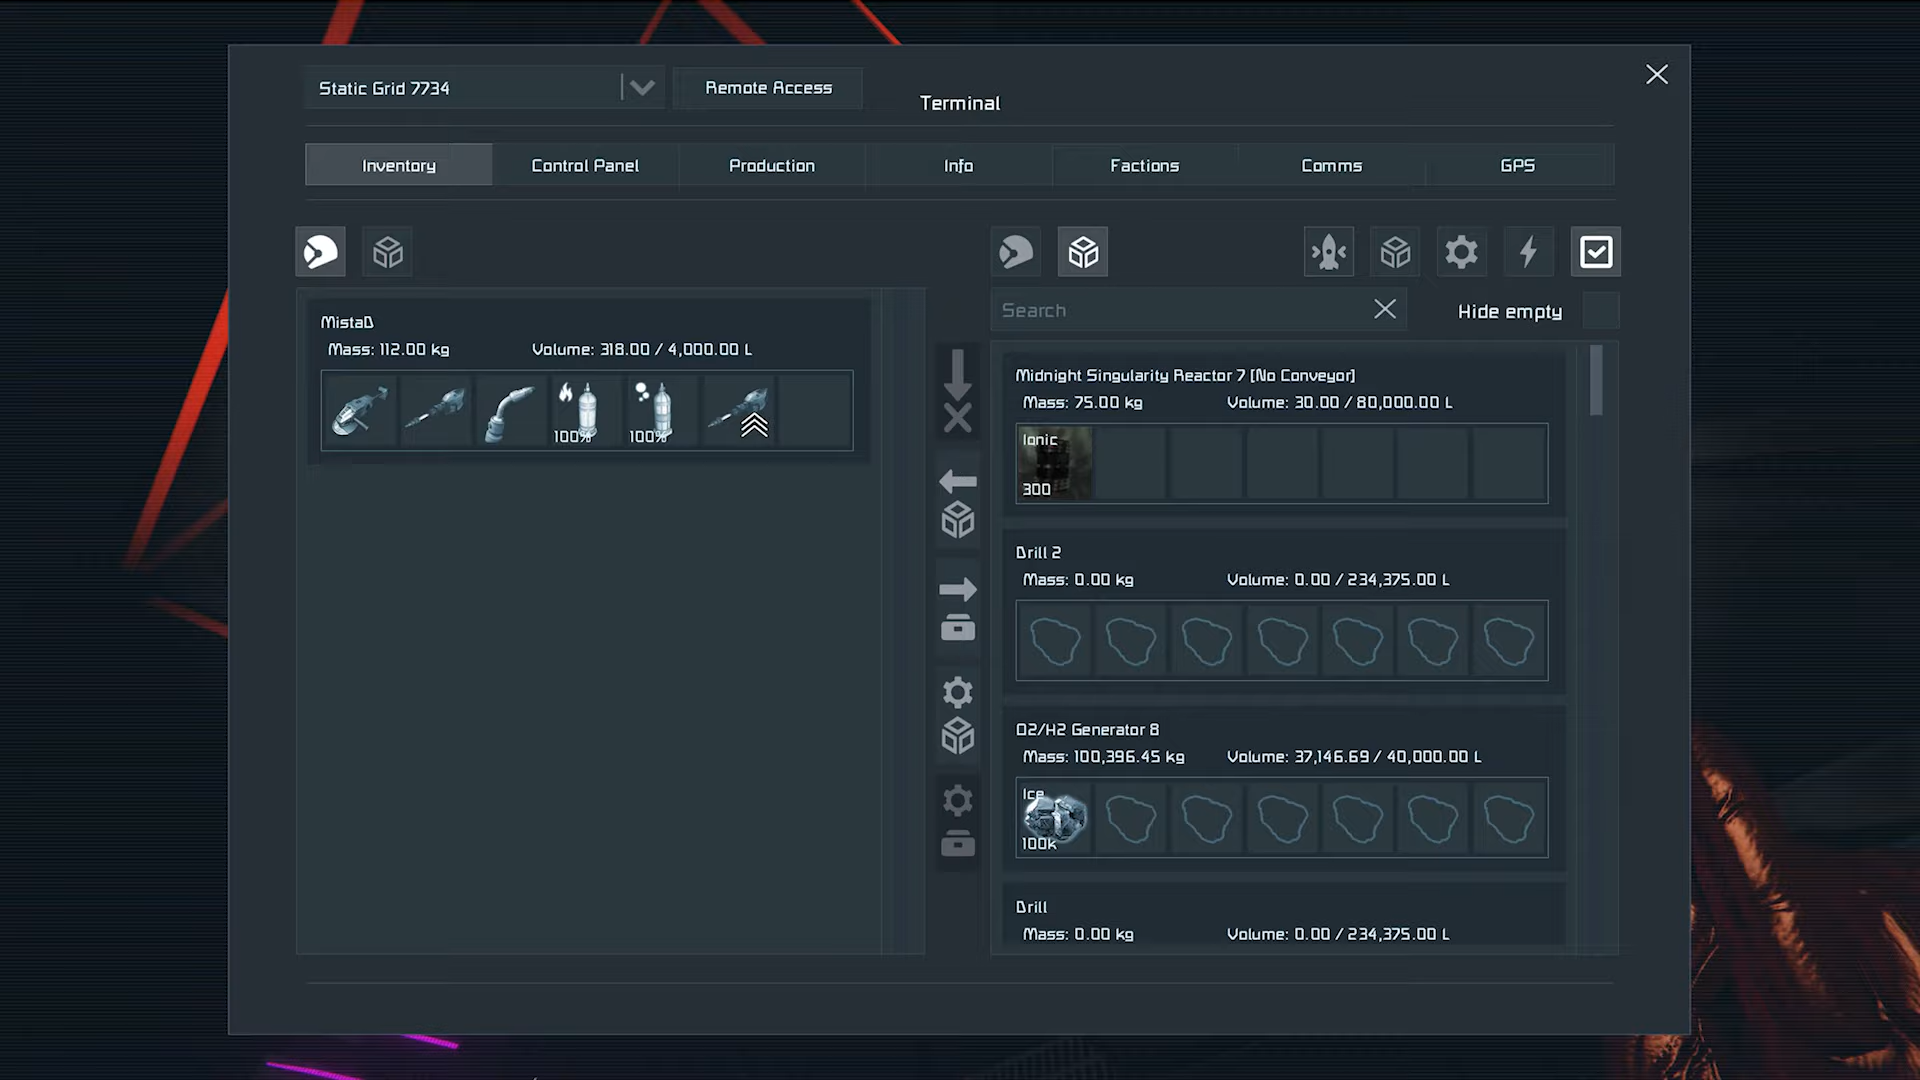 Static Grid 7734
Remote Access
Terminal
Inventory
Control Panel
Production
Info
Factions
Comms
GPS
MistaD
Mass: 112.00 kg
Volume: 318.00 / 4,000.00 L
100%
100%
Search
Hide empty
Midnight Singularity Reactor 7 [No Conveyor]
Mass: 75.00 kg
Volume: 30.00 / 80,000.00 L
Ionic
300
Drill 2
Mass: 0.00 kg
Volume: 0.00 / 234,375.00 L
O2/H2 Generator 8
Mass: 100,396.45 kg
Volume: 37,146.69 / 40,000.00 L
Ice
100k
Drill
Mass: 0.00 kg
Volume: 0.00 / 234,375.00 L